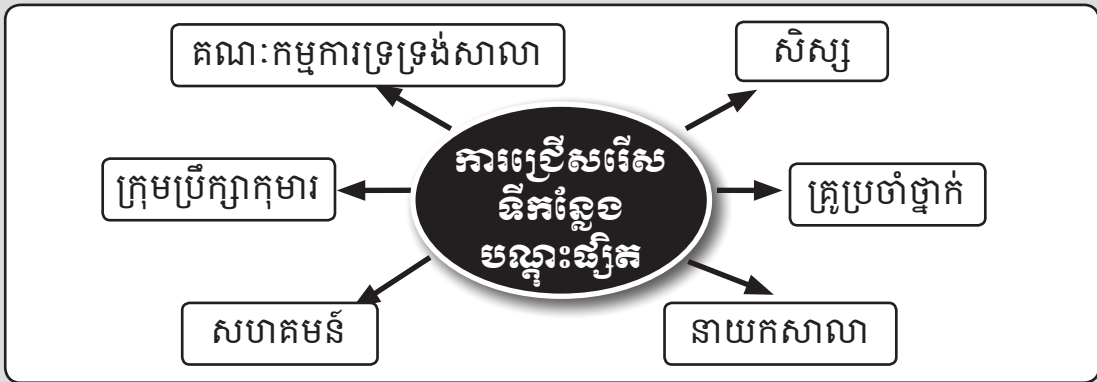 គណៈកម្មការទ្រទ្រង់សាលា
សិស្ស
ការជ្រើសរើស
ទីកន្លែង
បណ្តុះផ្សិត
ក្រុមប្រឹក្សាកុមារ
គ្រូប្រចាំថ្នាក់
សហគមន៍
នាយកសាលា